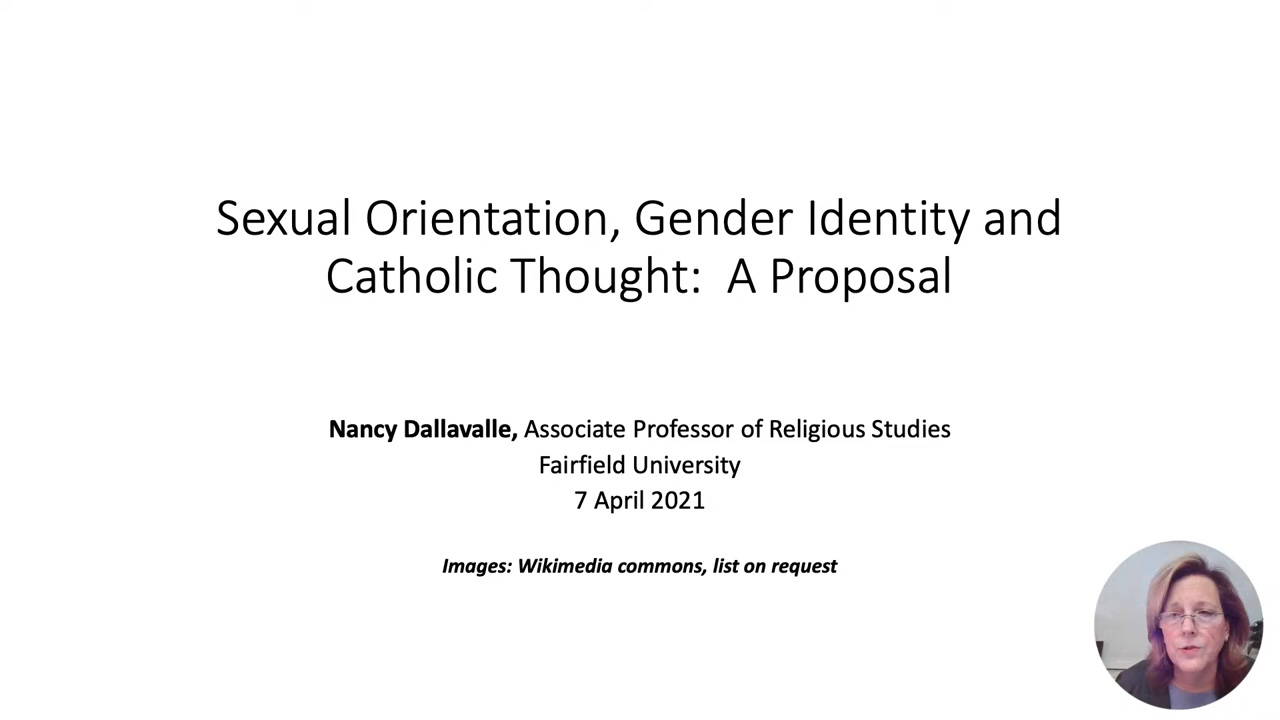 Sexual Orientation, Gender Identity and
Catholic Thought:  A Proposal
Nancy Dallavalle, Associate Professor of Religious Studies
Fairfield University
7 April 2021
Images: Wikimedia commons, list on request